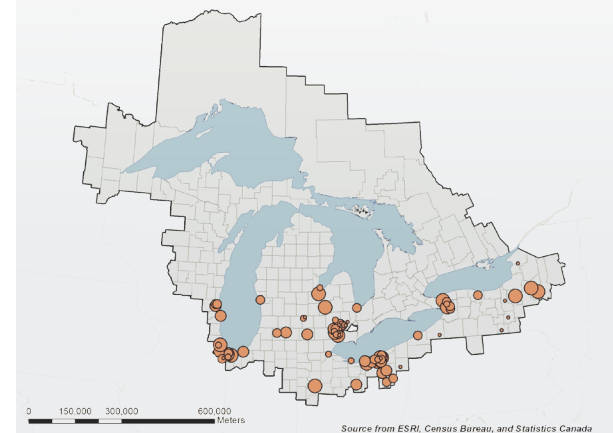 0 150,000 300,000 600,000
Meters
Source from ESRI, Census Bureau, and Statistics Canada